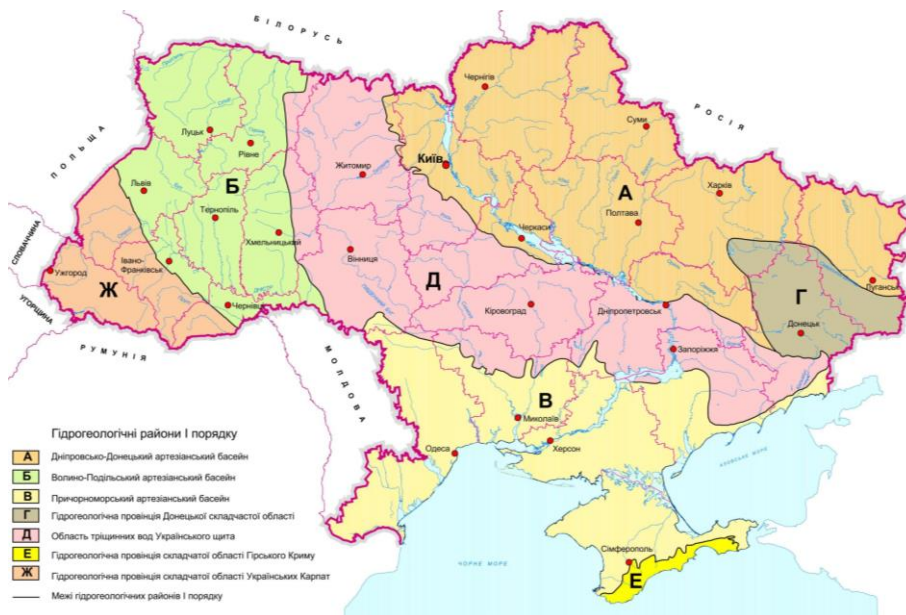 БІЛОРУСЬ
РОСІЯ
ПОЛЬЩА
СЛОВАЧЧИНА
УГОРЩИНА
РУМУНІЯ
МОЛДОВА
Чернігів
Суми
Луцьк
Рівне
Житомир
Київ
А
Харків
Львів
Б
Тернопіль
Полтава
Хмельницький
Черкаси
Вінниця
Івано-
Франківськ
Ужгород
Ж
Д
Луганськ
Г
Чернівці
Кіровоград
Дніпропетровськ
Донецьк
Запоріжжя
В
Миколаїв
Херсон
Одеса
АЗОВСЬКЕ МОРЕ
ЧОРНЕ МОРЕ
Сімферополь
Е
Гідрогеологічні райони І порядку
А Дніпровсько-Донецький артезіанський басейн
Б Волино-Подільський артезіанський басейн
В Причорноморський артезіанський басейн
Г Гідрогеологічна провінція Донецької складчастої області
Д Область тріщинних вод Українського щита
Е Гідрогеологічна провінція складчатої області Гірського Криму
Ж Гідрогеологічна провінція складчатої області Українських Карпат
Межі гідрогеологічних районів І порядку